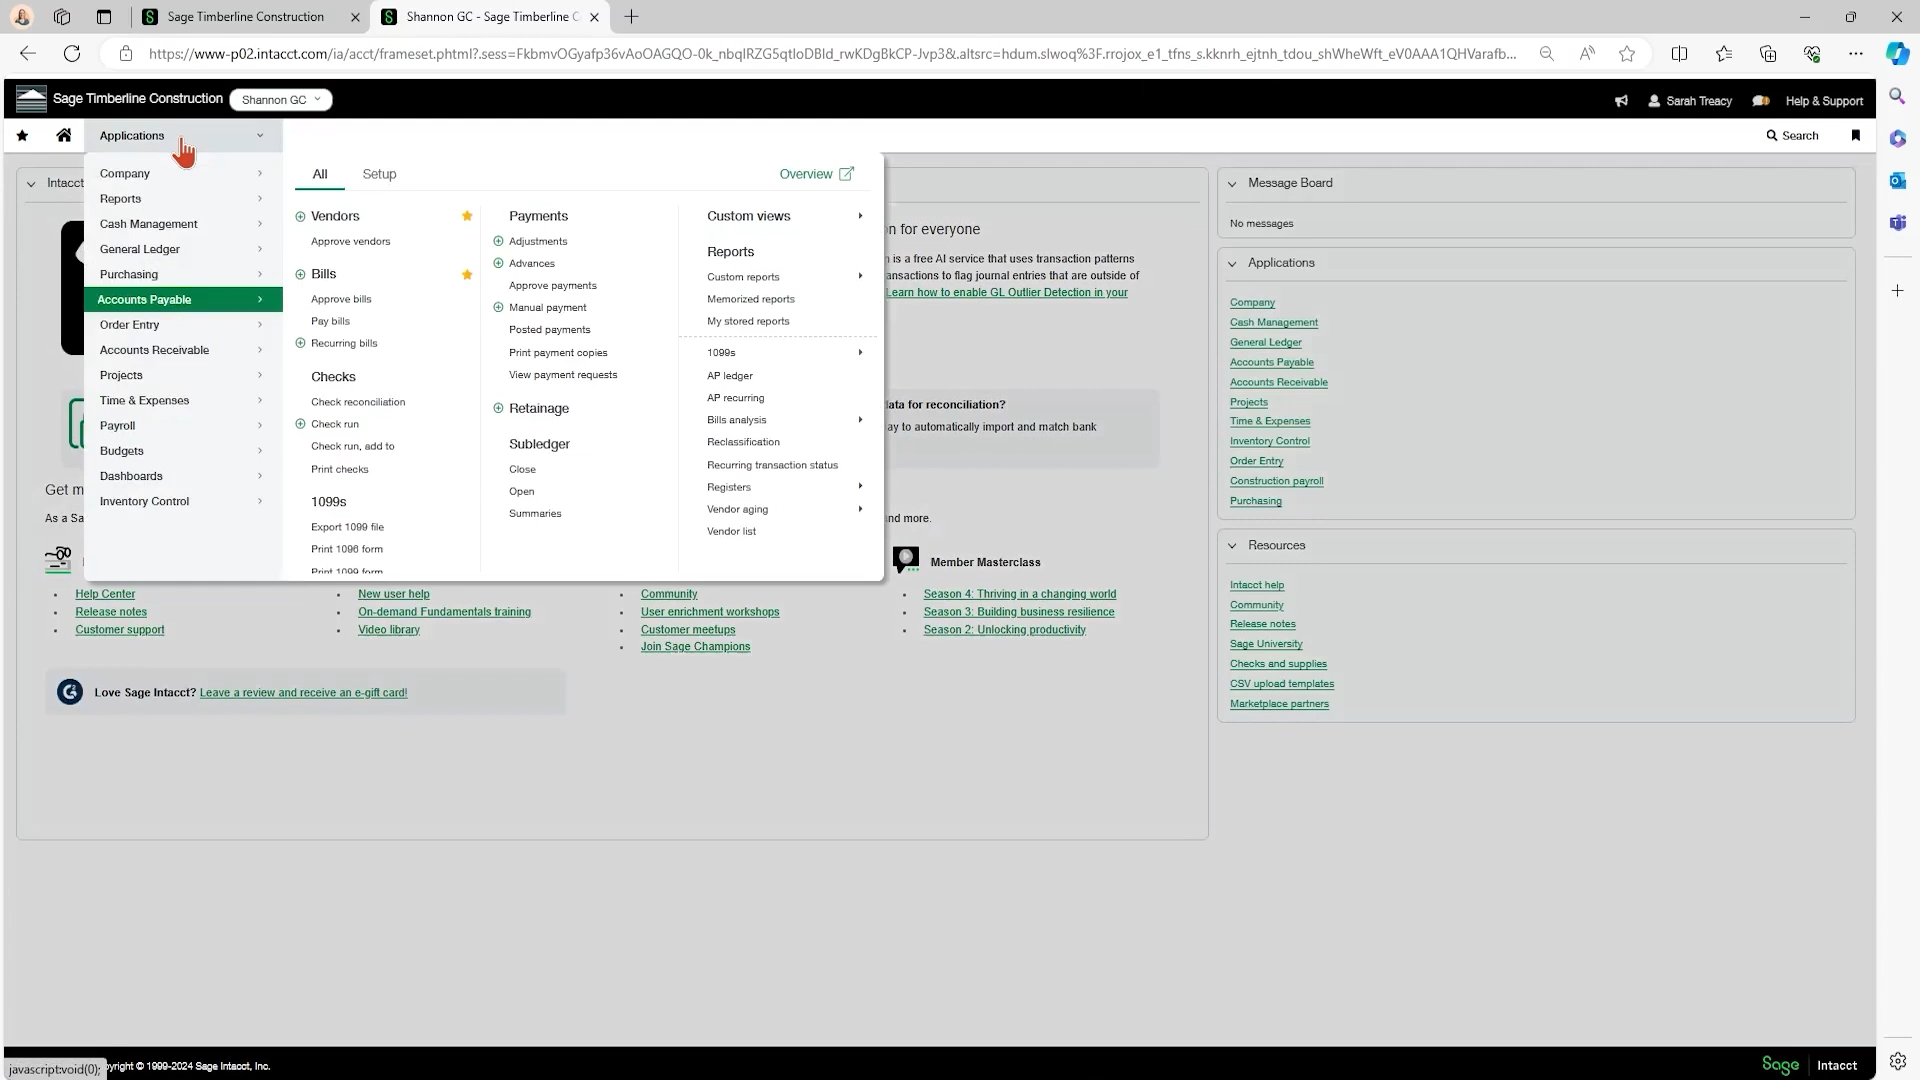 Sage Timberline Construction
Shannon GC - Sage Timberline C
https://www-p02.intacct.com/ia/acct/frameset.phtml?.sess=FkbmvOGyafp36vAoOAGQO-0k_nbqlRZG5qtIoDBld_rwKDgBkCP-Jvp3&.altsrc=hdum.slwoq%3F.rrojox_e1_tfns_s.kknrh_ejtnh_tdou_shWheWft_eV0AAA1QHVarafb...
Sage Timberline Construction
Shannon GC
Sarah Treacy
Help & Support
Applications
Search
Company
Reports
Cash Management
General Ledger
Purchasing
Accounts Payable
Order Entry
Accounts Receivable
Projects
Time & Expenses
Payroll
Budgets
Dashboards
Inventory Control
All
Setup
Overview
Vendors
Approve vendors
Bills
Approve bills
Pay bills
Recurring bills
Checks
Check reconciliation
Check run
Check run, add to
Print checks
1099s
Export 1099 file
Print 1096 form
Print 1099 form
Payments
Adjustments
Advances
Approve payments
Manual payment
Posted payments
Print payment copies
View payment requests
Retainage
Subledger
Close
Open
Summaries
Custom views
Reports
Custom reports
Memorized reports
My stored reports
1099s
AP ledger
AP recurring
Bills analysis
Reclassification
Recurring transaction status
Registers
Vendor aging
Vendor list
Intacct
n for everyone
is a free AI service that uses transaction patterns
ansactions to flag journal entries that are outside of
Learn how to enable GL Outlier Detection in your
data for reconciliation?
ay to automatically import and match bank
Get m
As a Sa
nd more.
Help Center
Release notes
Customer support
New user help
On-demand Fundamentals training
Video library
Community
User enrichment workshops
Customer meetups
Join Sage Champions
Member Masterclass
Season 4: Thriving in a changing world
Season 3: Building business resilience
Season 2: Unlocking productivity
Love Sage Intacct? Leave a review and receive an e-gift card!
Message Board
No messages
Applications
Company
Cash Management
General Ledger
Accounts Payable
Accounts Receivable
Projects
Time & Expenses
Inventory Control
Order Entry
Construction payroll
Purchasing
Resources
Intacct help
Community
Release notes
Sage University
Checks and supplies
CSV upload templates
Marketplace partners
javascript:void(0);
yright © 1999-2024 Sage Intacct, Inc.
Sage Intacct